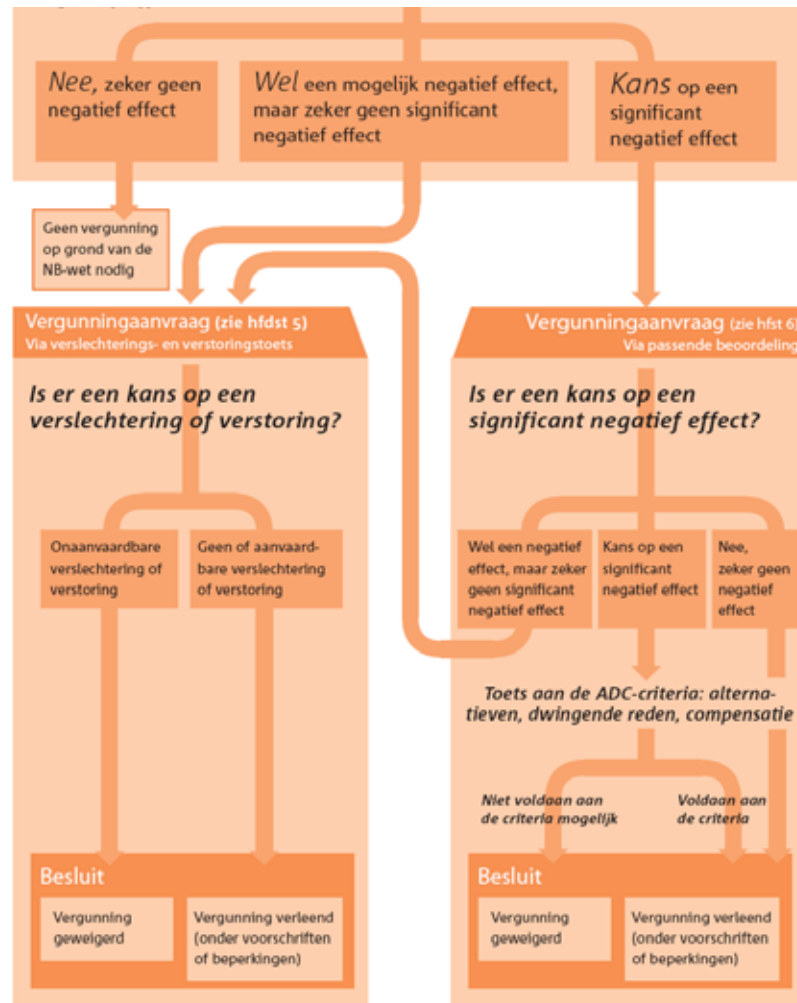 Nee, zeker geen
negatief effect
Wel een mogelijk negatief effect,
maar zeker geen significant
negatief effect
Kans op een
significant
negatief effect
Geen vergunning
op grond van de
NB-wet nodig
Vergunningaanvraag (zie hfdst 5)
Via verslechterings- en verstoringstoets
Is er een kans op een
verslechtering of verstoring?
Onaanvaardbare
verslechtering of
verstoring
Geen of aanvaard-
bare verslechtering
of verstoring
Besluit
Vergunning
geweigerd
Vergunning verleend
(onder voorschriften
of beperkingen)
Vergunningaanvraag (zie hfst 6)
Via passende beoordeling
Is er een kans op een
significant negatief effect?
Wel een negatief
effect, maar zeker
geen significant
negatief effect
Kans op een
significant
negatief effect
Nee,
zeker geen
negatief
effect
Toets aan de ADC-criteria: alterna-
tieven, dwingende reden, compensatie
Niet voldaan aan
de criteria mogelijk
Voldaan aan
de criteria
Besluit
Vergunning
geweigerd
Vergunning verleend
(onder voorschriften
of beperkingen)